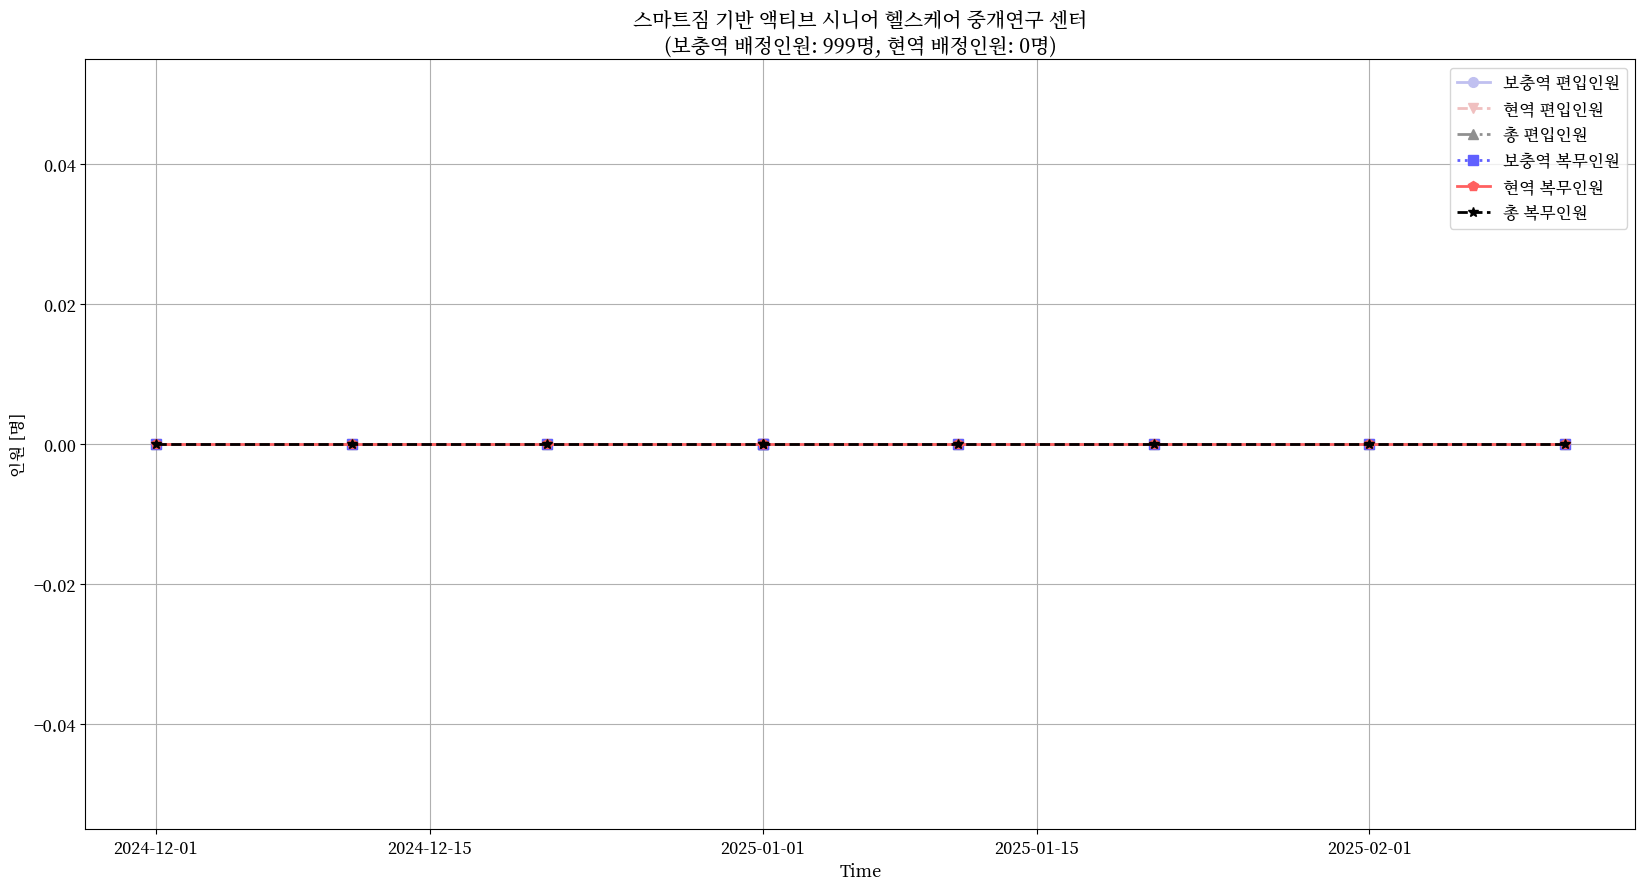 스마트짐 기반 액티브 시니어 헬스케어 중개연구 센터
(보충역 배정인원: 999명, 현역 배정인원: 0명)
보충역 편입인원
현역 편입인원
총 편입인원
보충역 복무인원
현역 복무인원
총 복무인원
인원 [명]
0.04
0.02
0.00
−0.02
−0.04
2024-12-01
2024-12-15
2025-01-01
2025-01-15
2025-02-01
Time